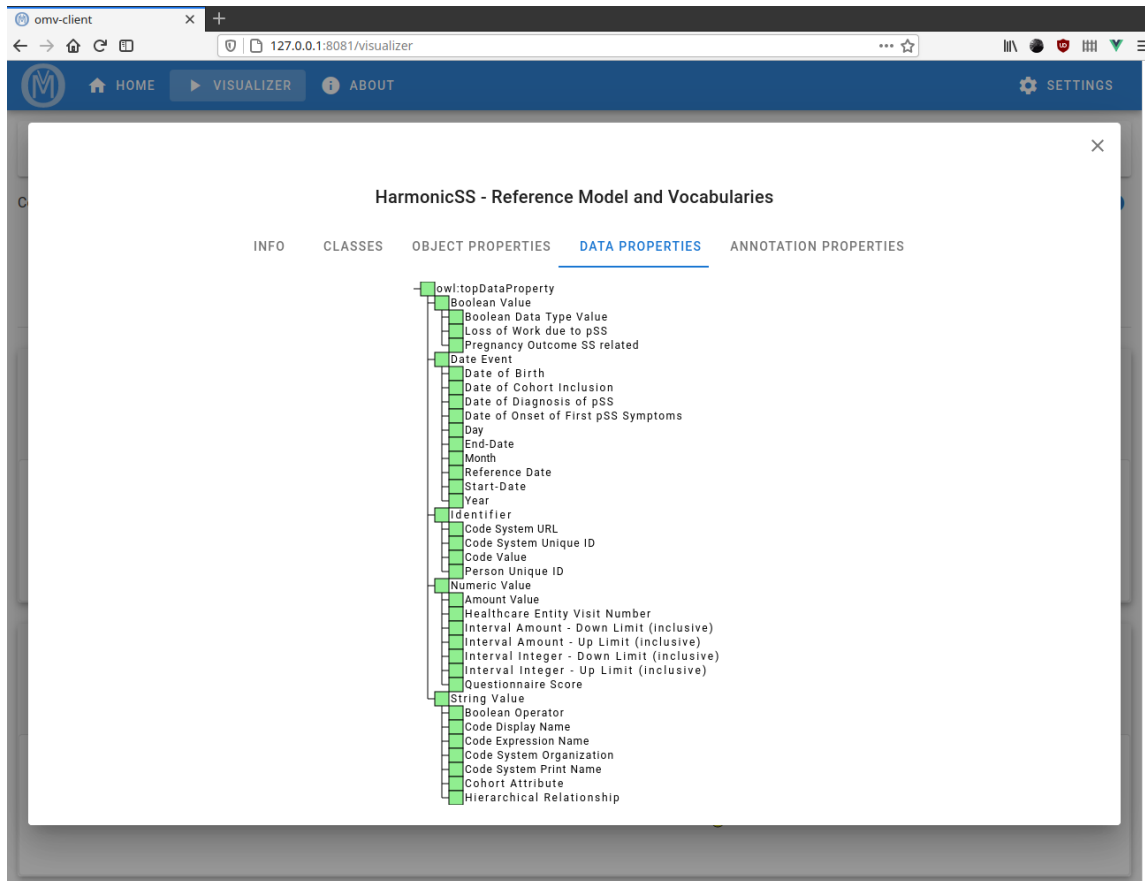 omv-client
127.0.0.1:8081/visualizer
HOME
VISUALIZER
ABOUT
SETTINGS
C
HarmonicSS - Reference Model and Vocabularies
INFO CLASSES OBJECT PROPERTIES DATA PROPERTIES ANNOTATION PROPERTIES
owl:topDataProperty
Boolean Value
Boolean Data Type Value
Loss of Work due to pSS
Pregnancy Outcome SS related
Date Event
Date of Birth
Date of Cohort Inclusion
Date of Diagnosis of pSS
Date of Onset of First pSS Symptoms
Day
End-Date
Month
Reference Date
Start-Date
Year
Identifier
Code System URL
Code System Unique ID
Code Value
Person Unique ID
Numeric Value
Amount Value
Healthcare Entity Visit Number
Interval Amount - Down Limit (inclusive)
Interval Amount - Up Limit (inclusive)
Interval Integer - Down Limit (inclusive)
Interval Integer - Up Limit (inclusive)
Questionnaire Score
String Value
Boolean Operator
Code Display Name
Code Expression Name
Code System Organization
Code System Print Name
Cohort Attribute
Hierarchical Relationship